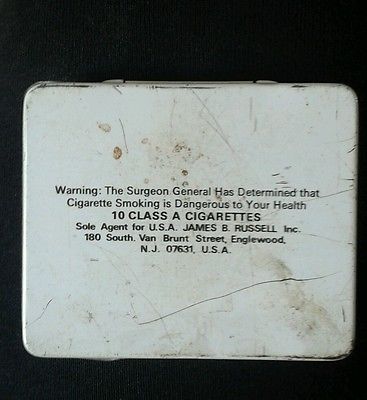 Warning: The Surgeon General Has Determined that
Cigarette Smoking is Dangerous to Your Health
10 CLASS A CIGARETTES
Sole Agent for U.S.A. JAMES B. RUSSELL Inc.
180 South. Van Brunt Street, Englewood,
N.J. 07631, U.S.A.